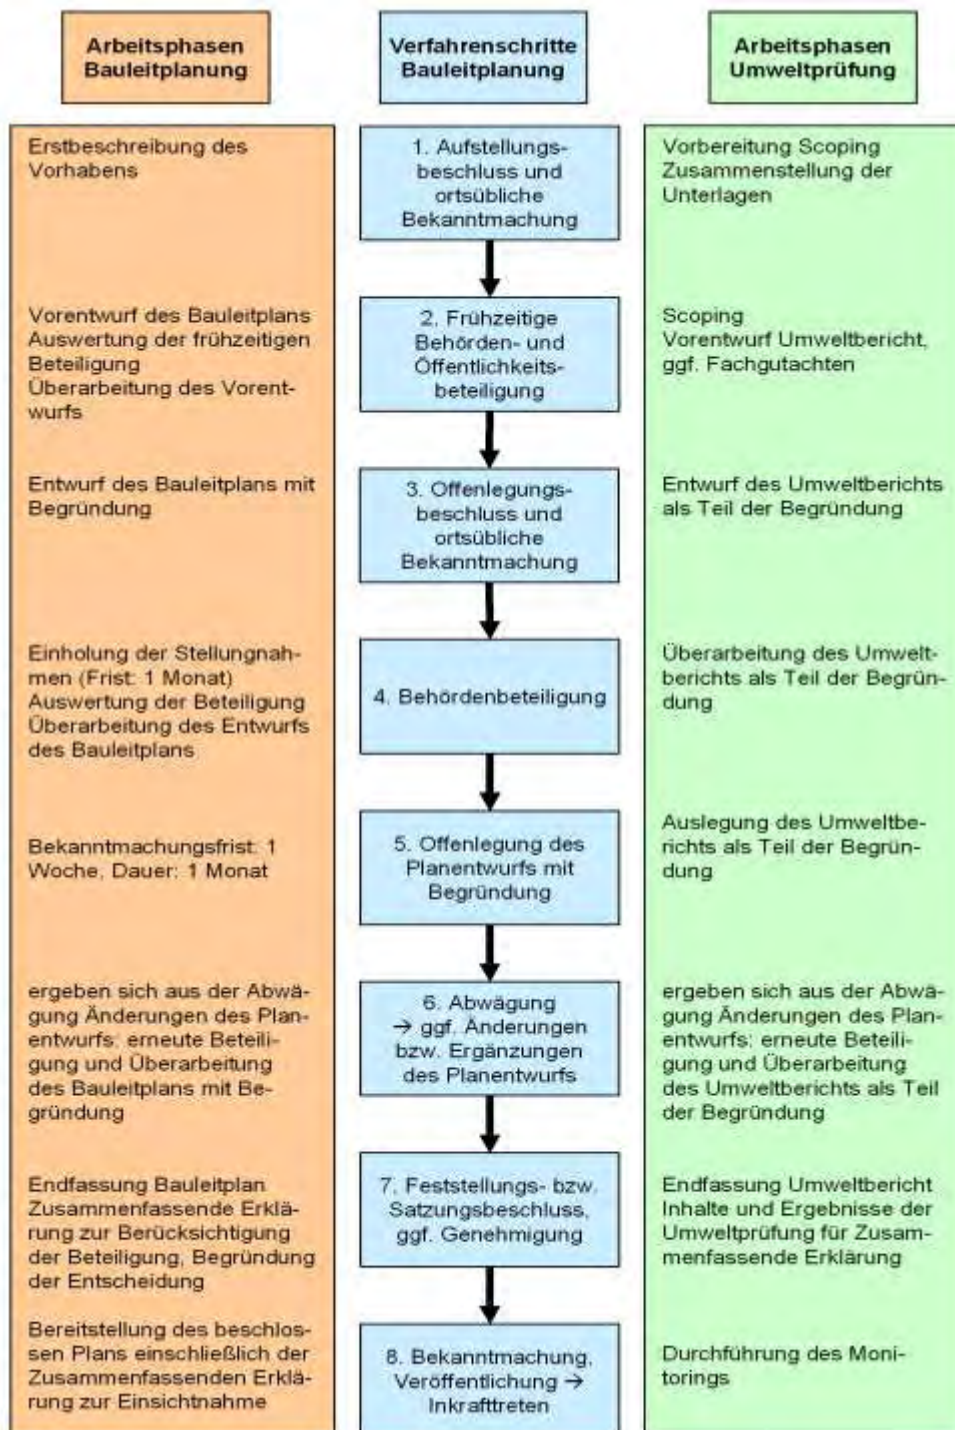 Arbeitsphasen
Bauleitplanung
Verfahrenschritte
Bauleitplanung
Arbeitsphasen
Umweltprüfung
Erstbeschreibung des
Vorhabens
1. Aufstellungs-
beschluss und
ortsübliche
Bekanntmachung
Vorbereitung Scoping
Zusammenstellung der
Unterlagen
Vorentwurf des Bauleitplans
Auswertung der frühzeitigen
Beteiligung
Überarbeitung des Vorent-
wurfs
2. Frühzeitige
Behörden- und
Öffentlichkeits-
beteiligung
Scoping
Vorentwurf Umweltbericht,
ggf. Fachgutachten
Entwurf des Bauleitplans mit
Begründung
3. Offenlegungs-
beschluss und
ortsübliche
Bekanntmachung
Entwurf des Umweltberichts
als Teil der Begründung
Einholung der Stellungnah-
men (Frist: 1 Monat)
Auswertung der Beteiligung
Überarbeitung des Entwurfs
des Bauleitplans
4. Behördenbeteiligung
Überarbeitung des Umwelt-
berichts als Teil der Begrün-
dung
Bekanntmachungsfrist: 1
Woche, Dauer: 1 Monat
5. Offenlegung des
Planentwurfs mit
Begründung
Auslegung des Umweltbe-
richts als Teil der Begrün-
dung
ergeben sich aus der Abwä-
gung Änderungen des Plan-
entwurfs: erneute Beteili-
gung und Überarbeitung
des Bauleitplans mit Be-
gründung
6. Abwägung
→ ggf. Änderungen
bzw. Ergänzungen
des Planentwurfs
ergeben sich aus der Abwä-
gung Änderungen des Plan-
entwurfs: erneute Beteili-
gung und Überarbeitung
des Umweltberichts als Teil
der Begründung
Endfassung Bauleitplan
Zusammenfassende Erklä-
rung zur Berücksichtigung
der Beteiligung, Begründung
der Entscheidung
7. Feststellungs- bzw.
Satzungsbeschluss,
ggf. Genehmigung
Endfassung Umweltbericht
Inhalte und Ergebnisse der
Umweltprüfung für Zusam-
menfassende Erklärung
Bereitstellung des beschlos-
sen Plans einschließlich der
Zusammenfassenden Erklä-
rung zur Einsichtnahme
8. Bekanntmachung,
Veröffentlichung →
Inkrafttreten
Durchführung des Moni-
torings